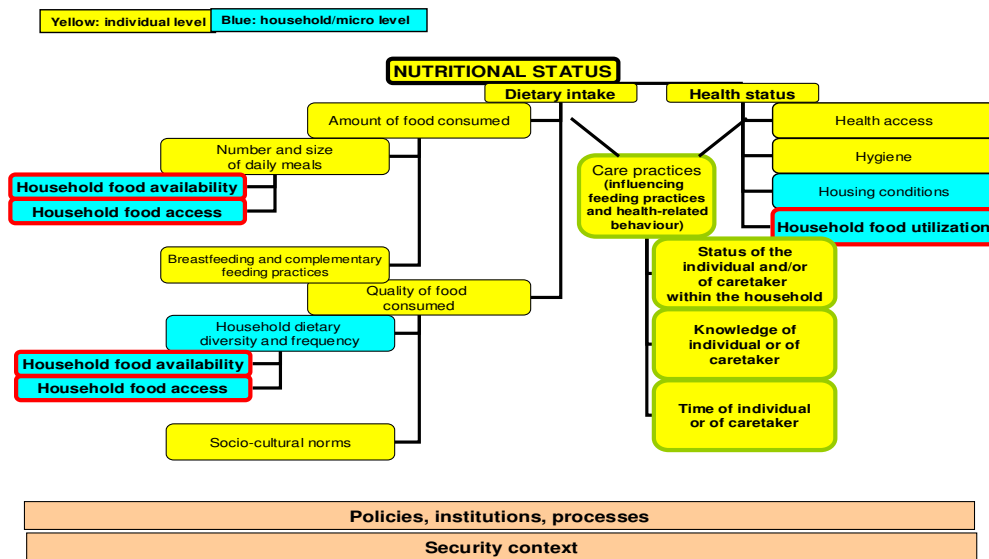 Yellow: individual level
Blue: household/micro level
NUTRITIONAL STATUS
Dietary intake
Health status
Amount of food consumed
Health access
Number and size
of daily meals
Hygiene
Care practices
(influencing
feeding practices
and health-related
behaviour)
Household food availability
Housing conditions
Household food access
Household food utilization
Breastfeeding and complementary
feeding practices
Status of the
individual and/or
of caretaker
within the household
Quality of food
consumed
Household dietary
diversity and frequency
Knowledge of
individual or of
caretaker
Household food availability
Household food access
Time of individual
or of caretaker
Socio-cultural norms
Policies, institutions, processes
Security context